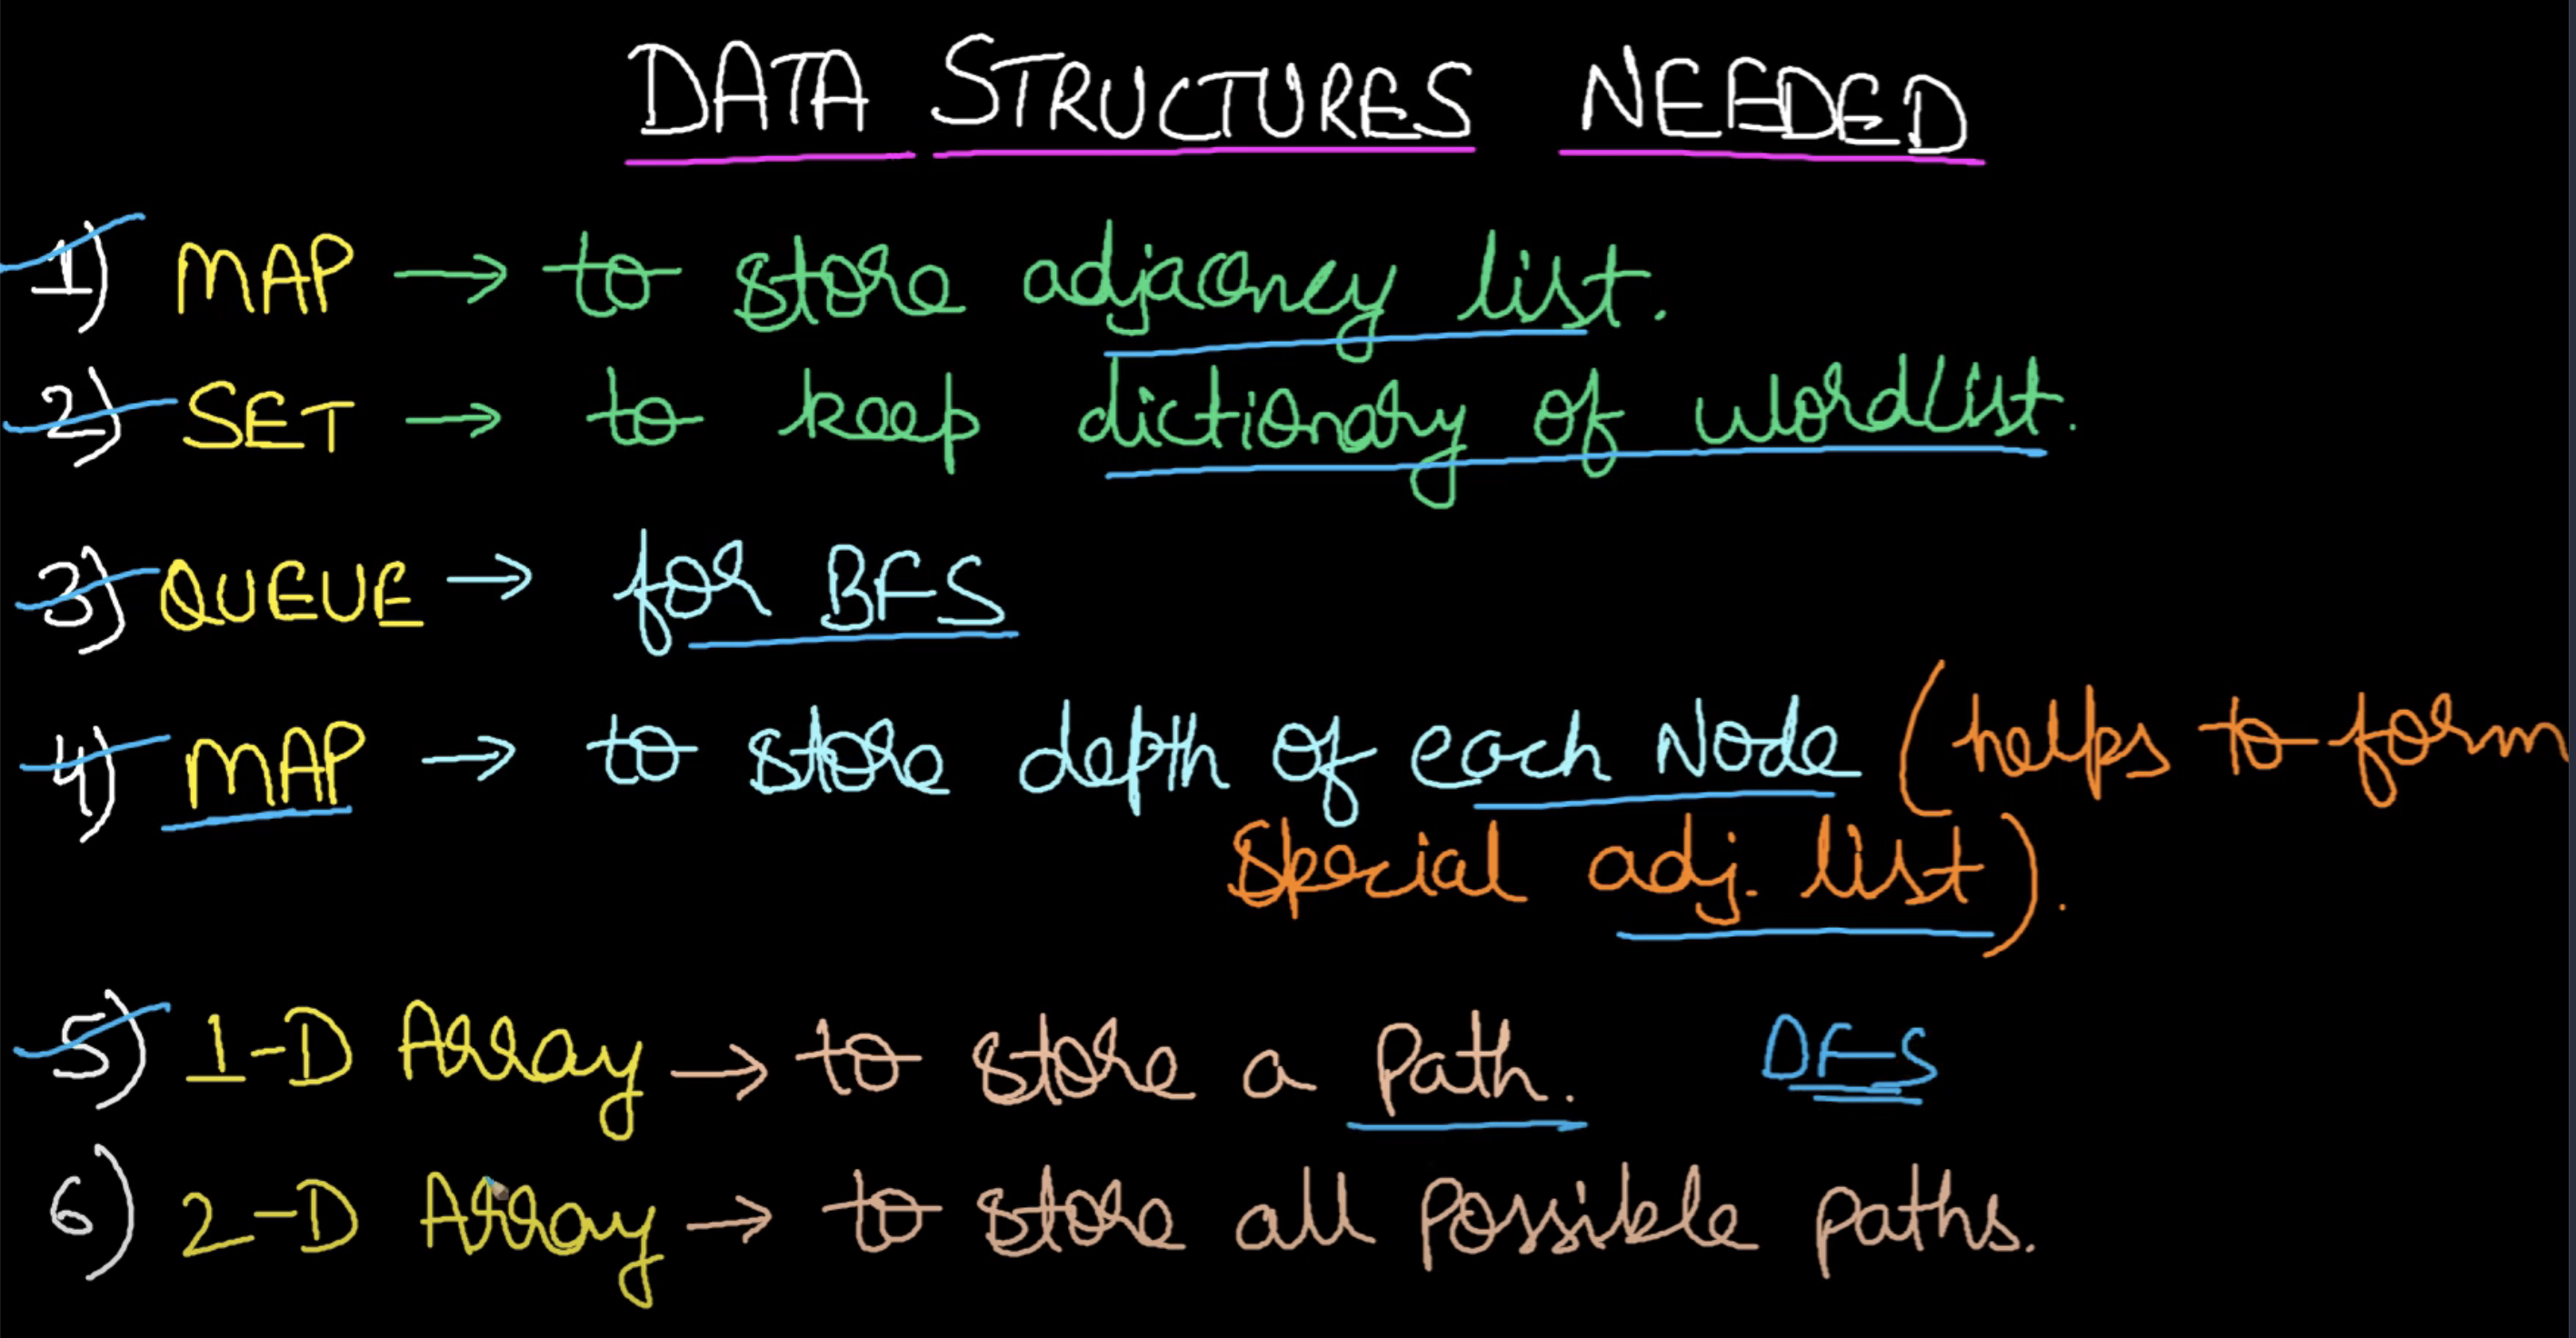 DATA STRUCTURES NEEDED
1) MAP → to store adjacency list.
2) SET → to keep dictionary of wordlist.
3) QUEUE → for BFS
4) MAP → to store depth of each Node (helps to form
special adj. list).
5) 1-D Array → to store a Path. DFS
6) 2-D Array → to store all possible paths.